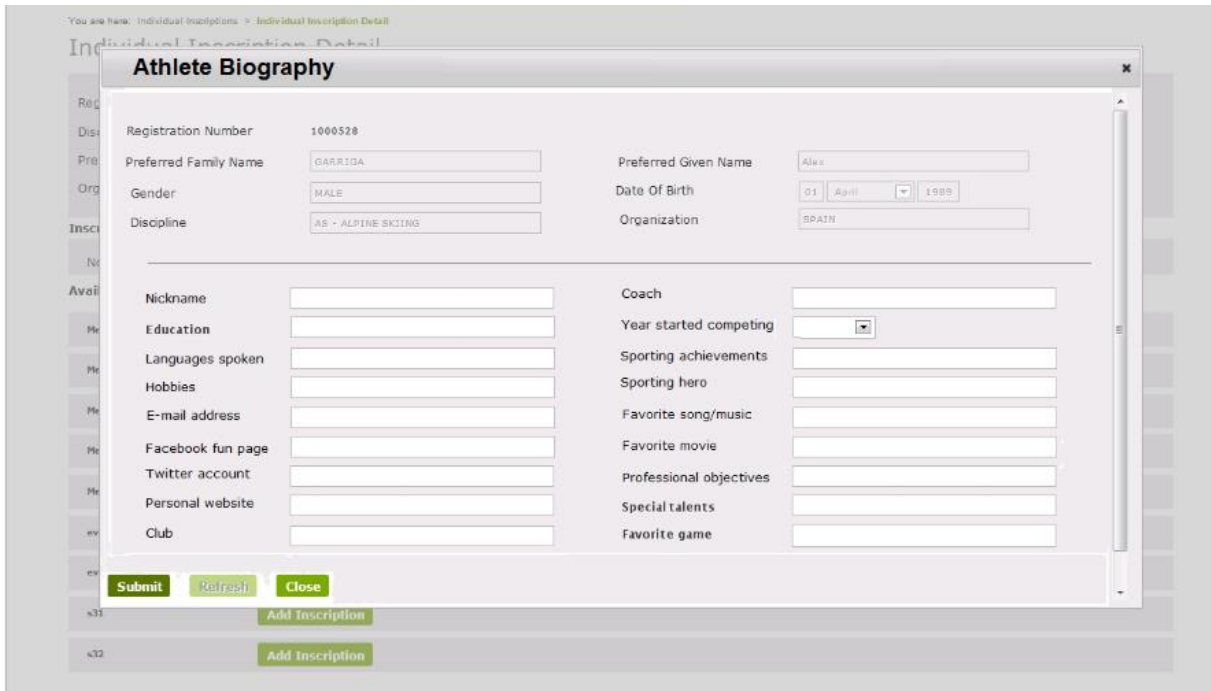 You are here: Individual Inscriptions > Individual Inscription Detail
Individual Inscription Detail
Athlete Biography
Registration Number 1000528
Preferred Family Name GARRIGA Preferred Given Name Alex
Gender MALE Date Of Birth 01 April 1989
Discipline AS - ALPINE SKIING Organization SPAIN
Nickname Coach
Education Year started competing
Languages spoken Sporting achievements
Hobbies Sporting hero
E-mail address Favorite song/music
Facebook fun page Favorite movie
Twitter account Professional objectives
Personal website Special talents
Club Favorite game
Submit Refresh Close
s31 Add Inscription
s32 Add Inscription